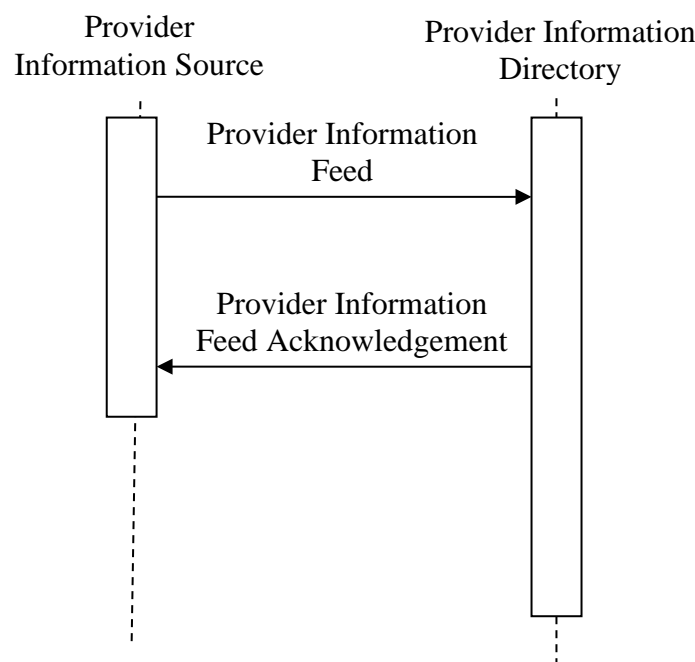 Provider
Information Source
Provider Information
Directory
Provider Information
Feed
Provider Information
Feed Acknowledgement